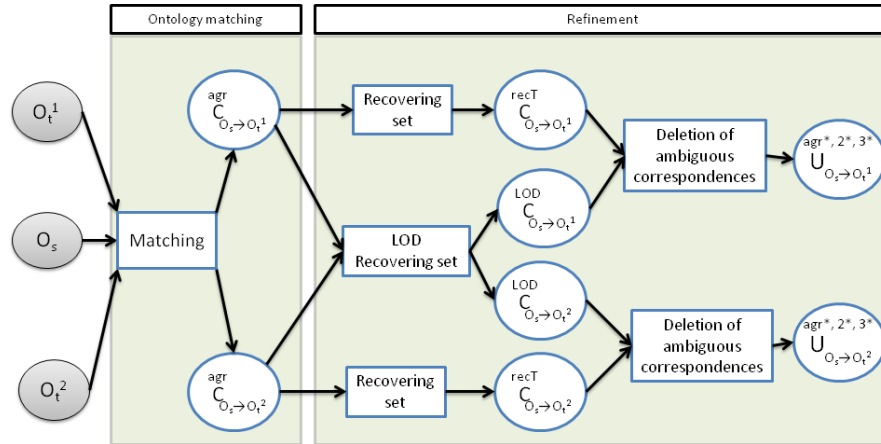 Ontology matching
Refinement
O_t^1
O_s
O_t^2
Matching
agr
C_{O_s→O_t^1}
agr
C_{O_s→O_t^2}
Recovering
set
LOD
Recovering set
Recovering
set
recT
C_{O_s→O_t^1}
LOD
C_{O_s→O_t^1}
LOD
C_{O_s→O_t^2}
recT
C_{O_s→O_t^2}
Deletion of
ambiguous
correspondences
Deletion of
ambiguous
correspondences
agr*, 2*, 3*
U_{O_s→O_t^1}
agr*, 2*, 3*
U_{O_s→O_t^2}